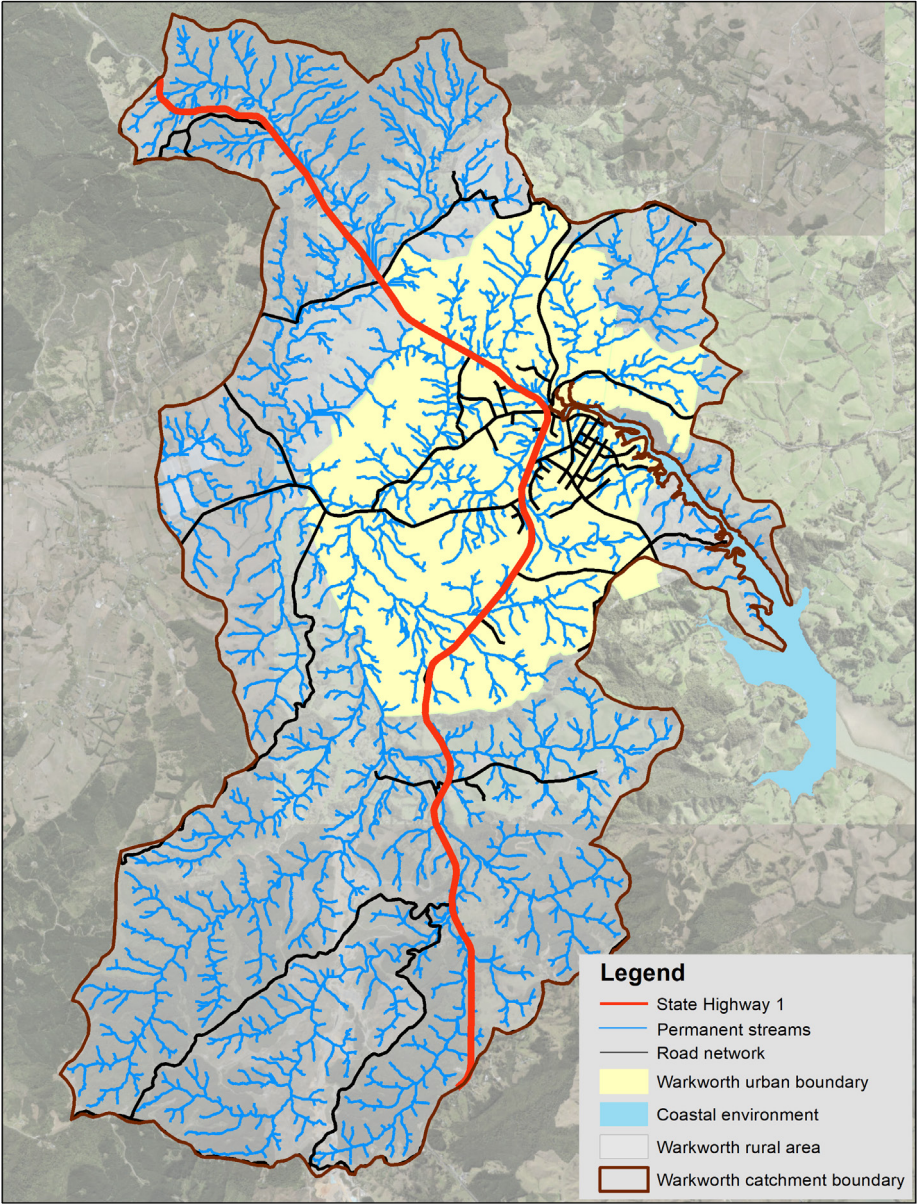 Legend
State Highway 1
Permanent streams
Road network
Warkworth urban boundary
Coastal environment
Warkworth rural area
Warkworth catchment boundary